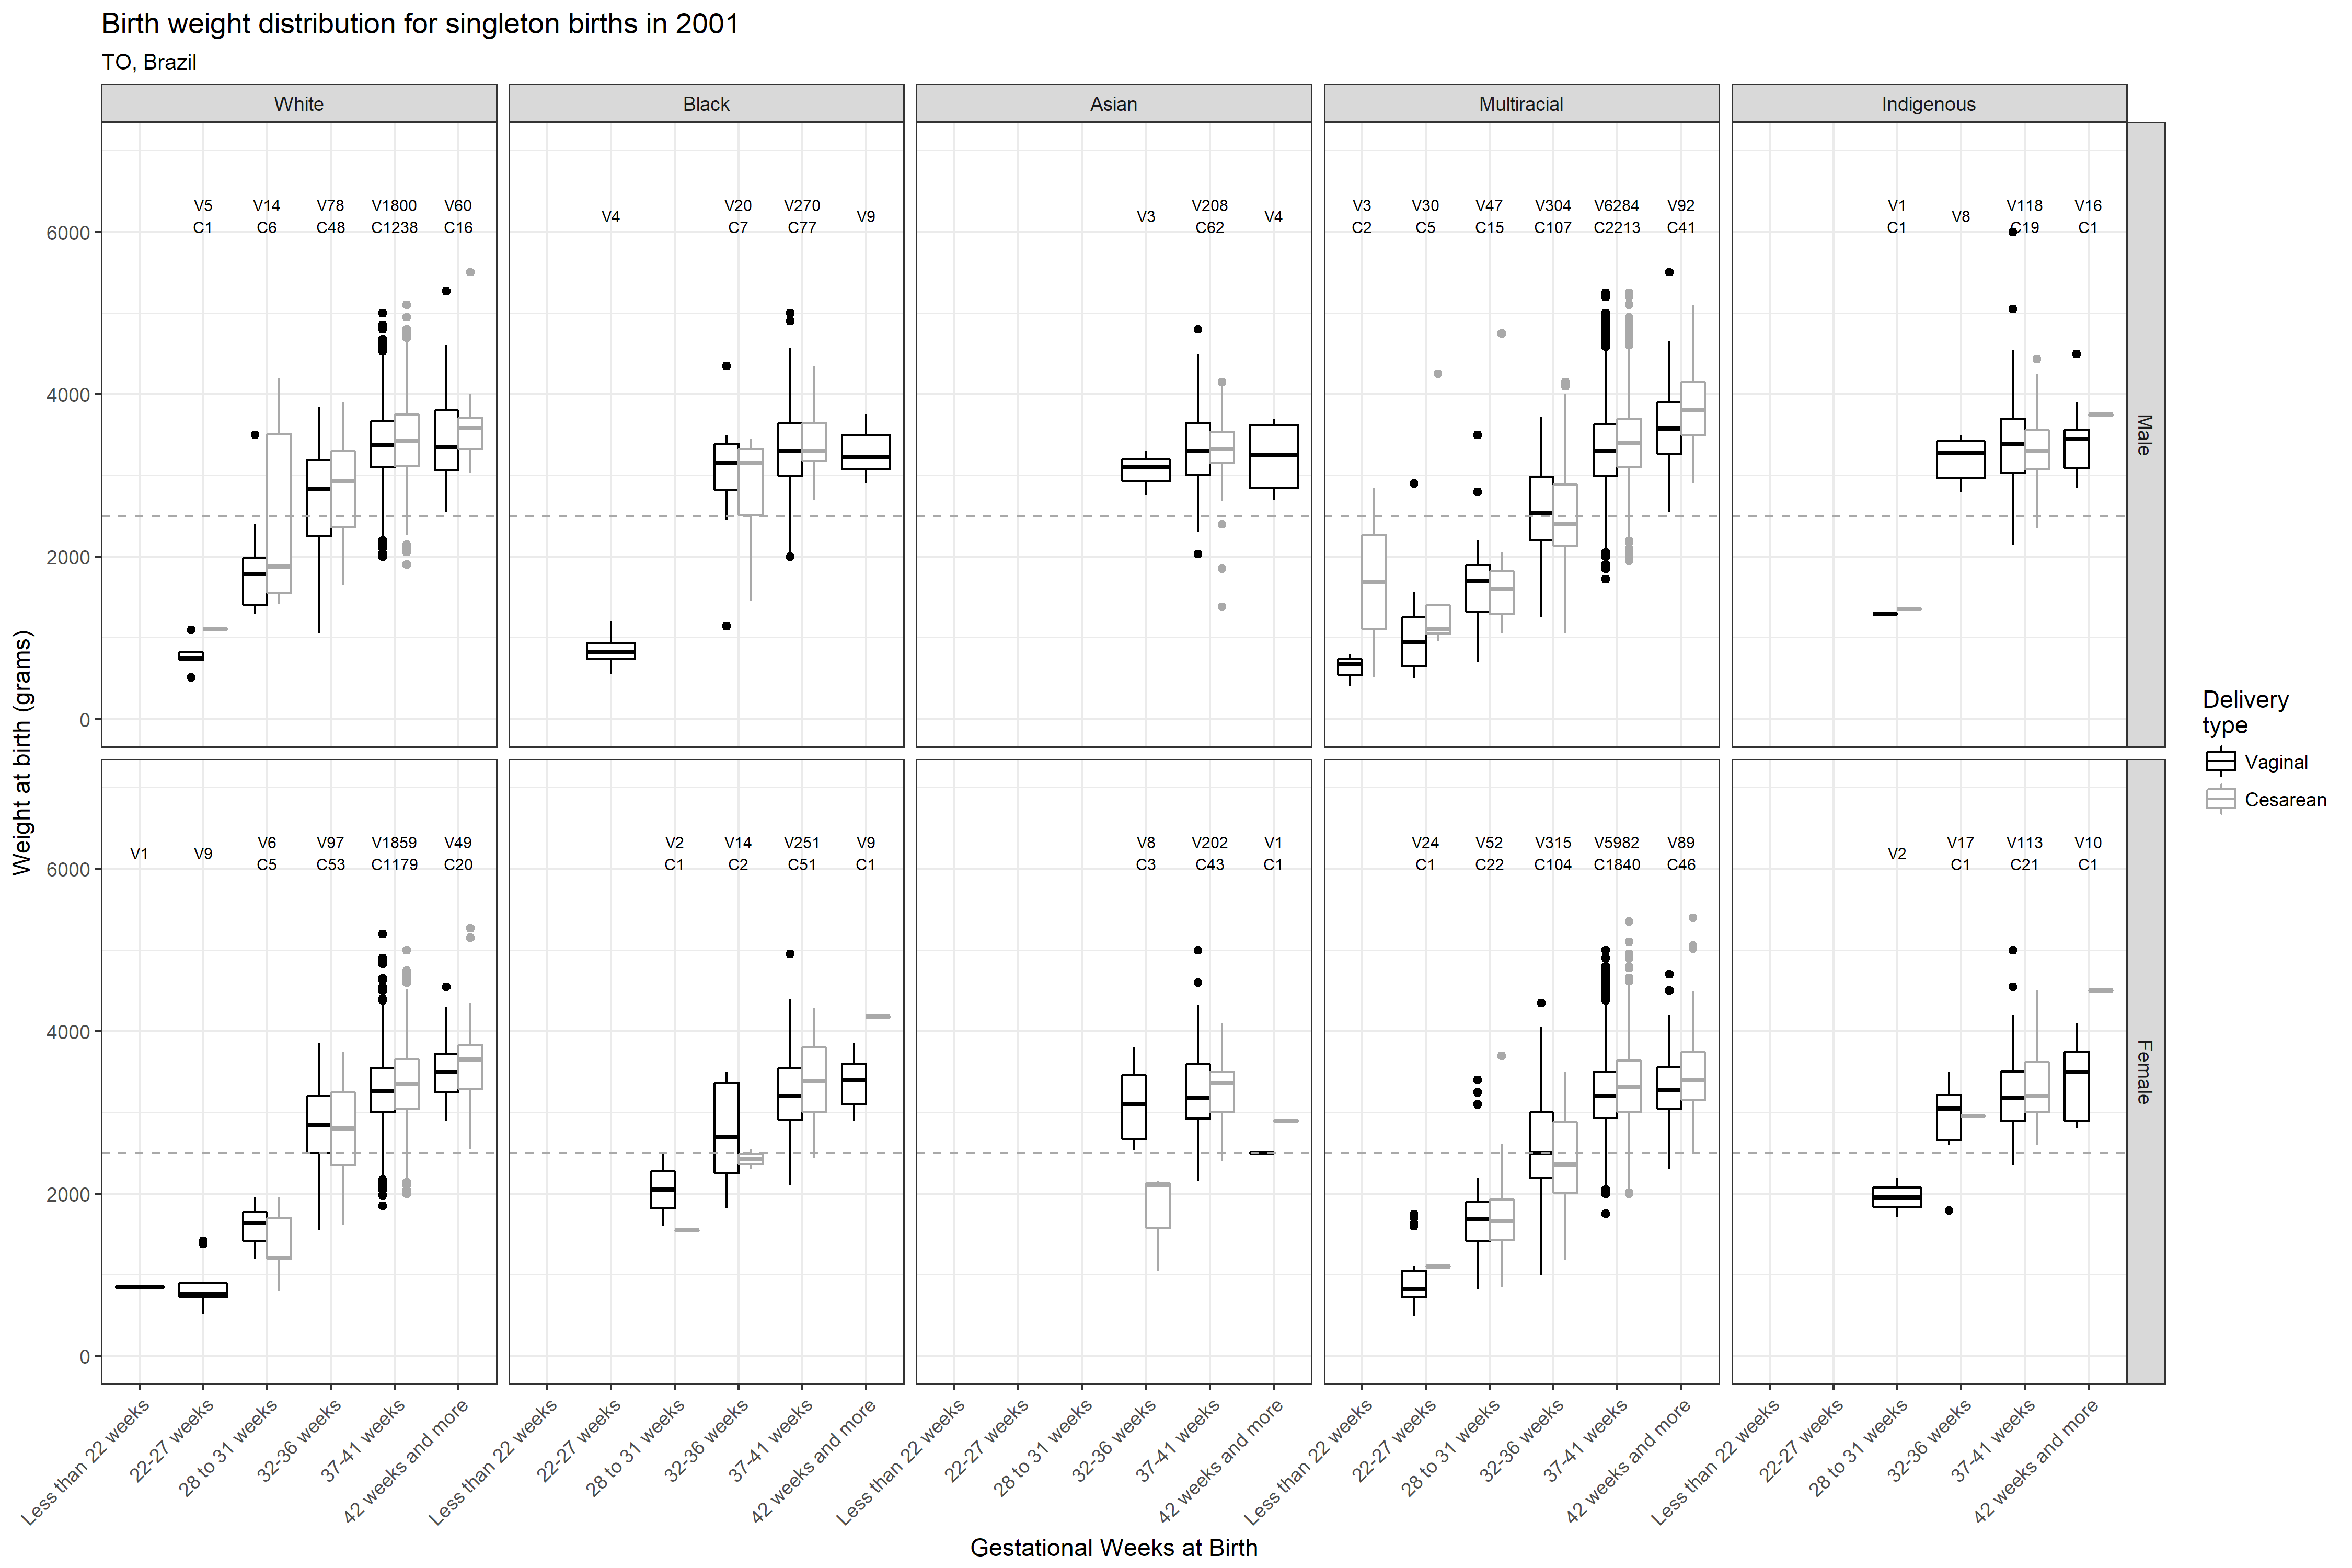 Birth weight distribution for singleton births in 2001
TO, Brazil
White
Black
Asian
Multiracial
Indigenous
V5 V14 V78 V1800 V60
C1 C6 C48 C1238 C16
V4 V20 V270 V9
C7 C77
V3 V208 V4
C62
V3 V30 V47 V304 V6284 V92
C2 C5 C15 C107 C2213 C41
V1 V8 V118 V16
C1 C19 C1
6000
4000
2000
0
Male
V1 V9 V6 V97 V1859 V49
C5 C53 C1179 C20
V2 V14 V251 V9
C1 C2 C51 C1
V8 V202 V1
C3 C43 C1
V24 V52 V315 V5982 V89
C1 C22 C104 C1840 C46
V2 V17 V113 V10
C1 C21 C1
6000
4000
2000
0
Female
Weight at birth (grams)
Less than 22 weeks
22-27 weeks
28 to 31 weeks
32-36 weeks
37-41 weeks
42 weeks and more
Less than 22 weeks
22-27 weeks
28 to 31 weeks
32-36 weeks
37-41 weeks
42 weeks and more
Less than 22 weeks
22-27 weeks
28 to 31 weeks
32-36 weeks
37-41 weeks
42 weeks and more
Less than 22 weeks
22-27 weeks
28 to 31 weeks
32-36 weeks
37-41 weeks
42 weeks and more
Less than 22 weeks
22-27 weeks
28 to 31 weeks
32-36 weeks
37-41 weeks
42 weeks and more
Gestational Weeks at Birth
Delivery
type
Vaginal
Cesarean